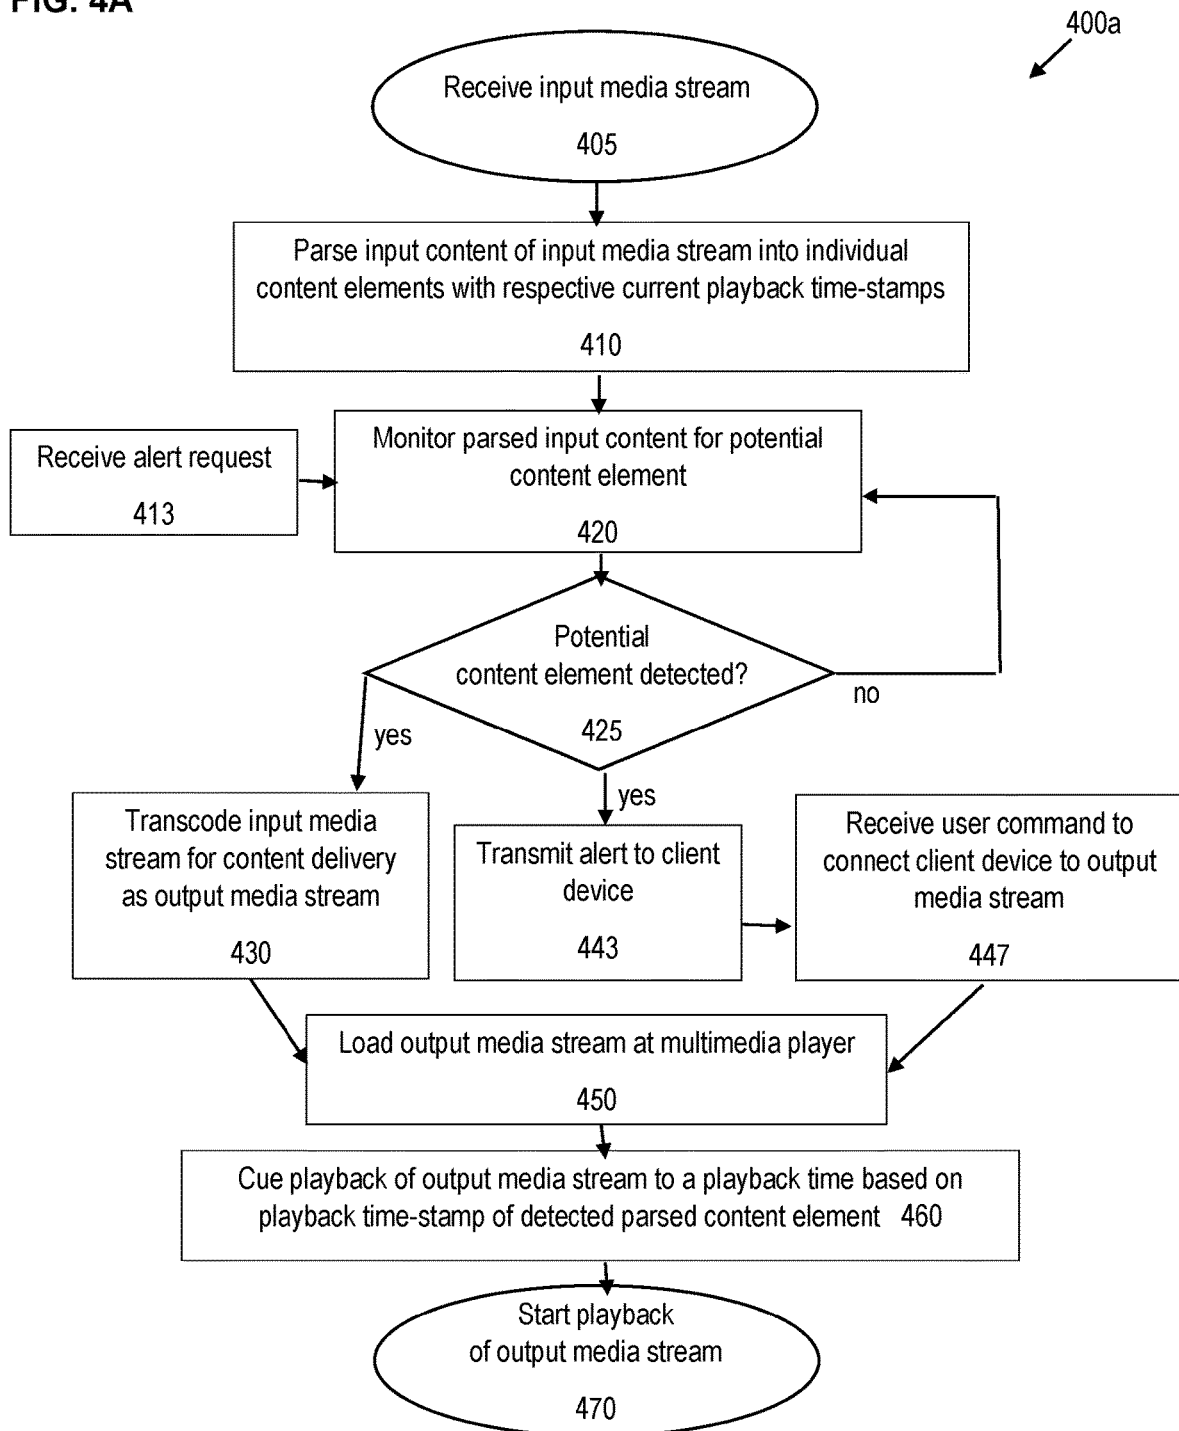 FIG. 4A
400a
Receive input media stream
405
Parse input content of input media stream into individual
content elements with respective current playback time-stamps
410
Receive alert request
413
Monitor parsed input content for potential
content element
420
Potential
content element detected?
425
no
yes
yes
Transcode input media
stream for content delivery
as output media stream
430
Transmit alert to client
device
443
Receive user command to
connect client device to output
media stream
447
Load output media stream at multimedia player
450
Cue playback of output media stream to a playback time based on
playback time-stamp of detected parsed content element 460
Start playback
of output media stream
470